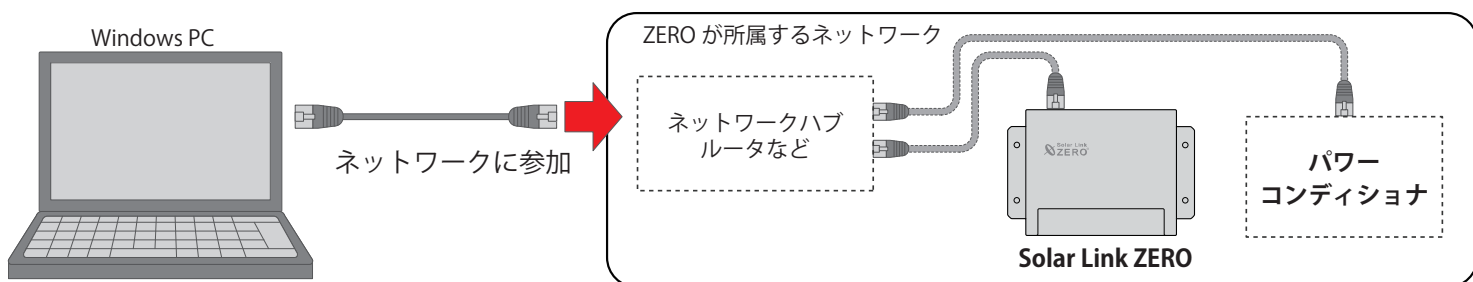 Windows PC
ネットワークに参加
ZERO が所属するネットワーク
ネットワークハブ
ルータなど
Solar Link
ZERO
Solar Link ZERO
パワー
コンディショナ